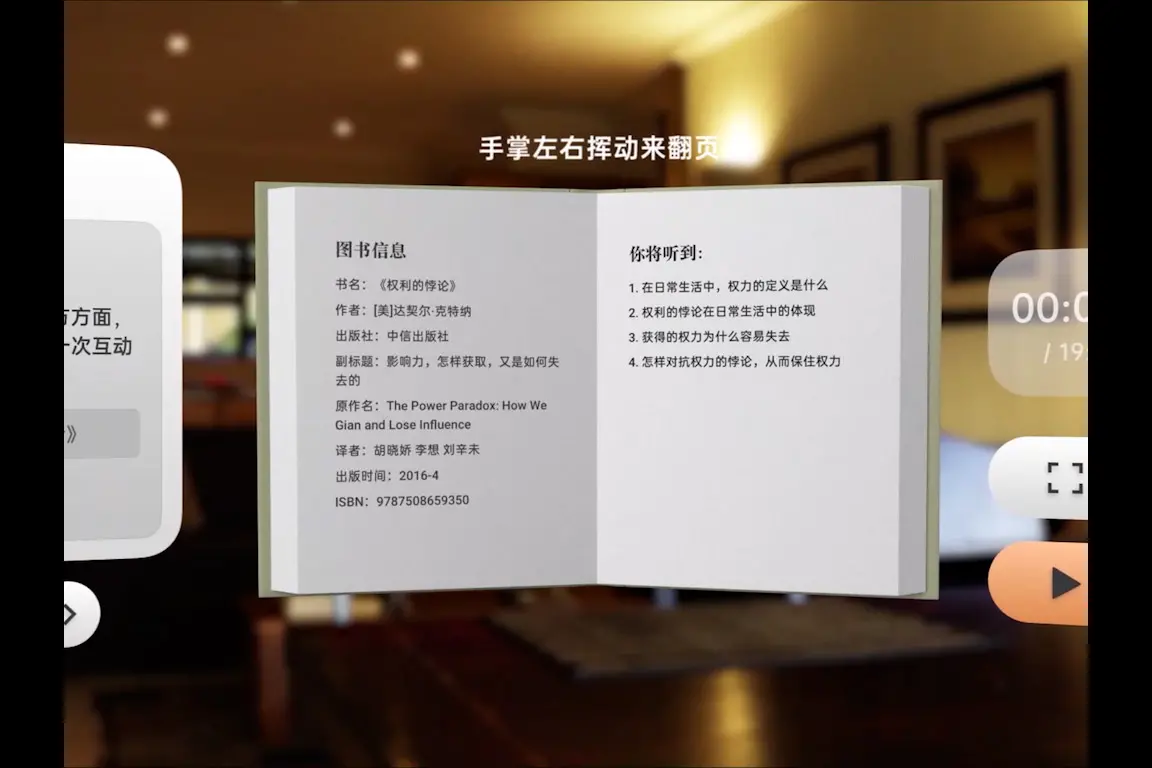 手掌左右挥动来翻页
方面，
一次互动
》
图书信息
书名：《权利的悖论》
作者：[美]达契尔·克特纳
出版社：中信出版社
副标题：影响力，怎样获取，又是如何失
去的
原作名：The Power Paradox: How We
Gian and Lose Influence
译者：胡晓娇 李想 刘辛未
出版时间：2016-4
ISBN：9787508659350
你将听到：
1. 在日常生活中，权力的定义是什么
2. 权利的悖论在日常生活中的体现
3. 获得的权力为什么容易失去
4. 怎样对抗权力的悖论，从而保住权力
00:0
/ 19: